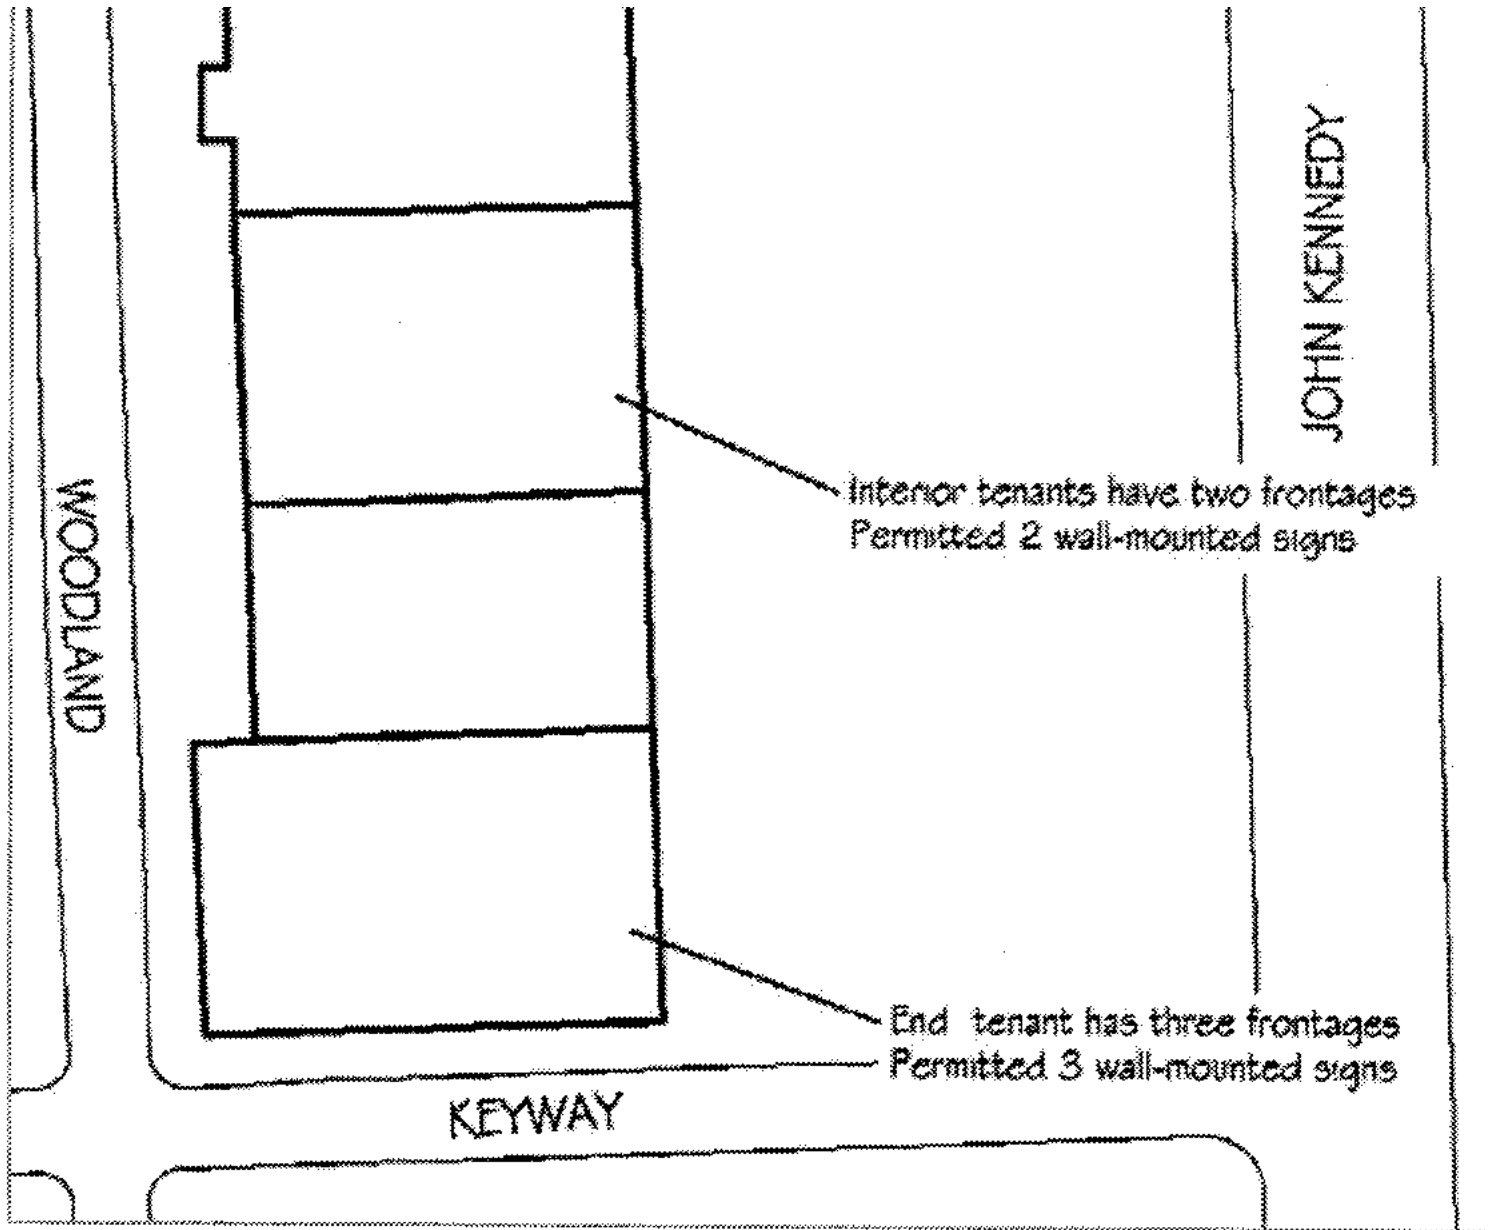 JOHN KENNEDY
WOODLAND
Interior tenants have two frontages
Permitted 2 wall-mounted signs
End tenant has three frontages
Permitted 3 wall-mounted signs
KEYWAY